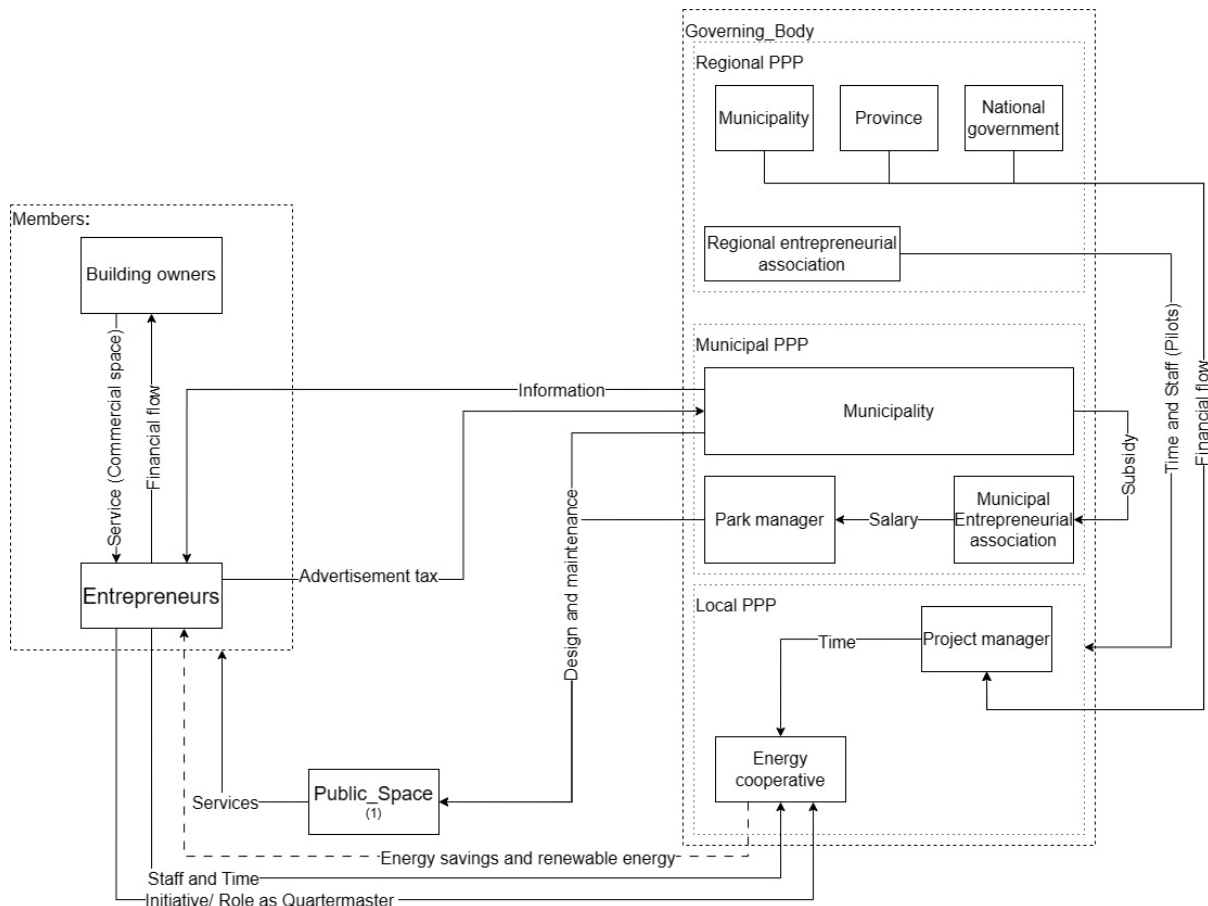 Governing_Body
Regional PPP
Municipality
Province
National
government
Regional entrepreneurial
association
Members:
Building owners
Service (Commercial space)
Financial flow
Entrepreneurs
Information
Advertisement tax
Municipal PPP
Municipality
Subsidy
Park manager
Salary
Municipal
Entrepreneurial
association
Time and Staff (Pilots)
Financial flow
Design and maintenance
Local PPP
Time
Project manager
Energy
cooperative
Services
Public_Space
(1)
Energy savings and renewable energy
Staff and Time
Initiative/ Role as Quartermaster